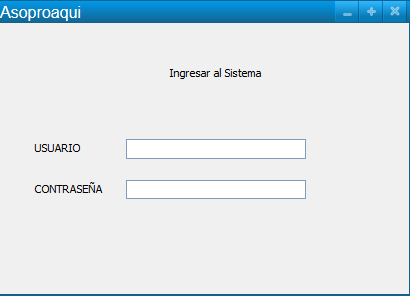 Asoproaqui
Ingresar al Sistema
USUARIO
CONTRASEÑA